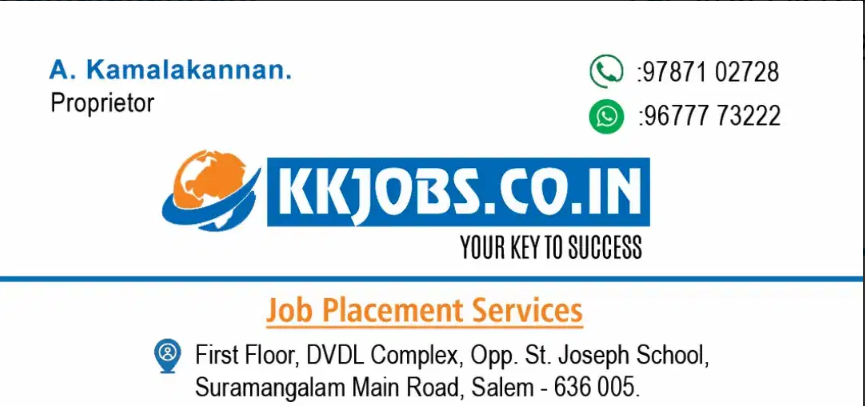 A. Kamalakannan.
Proprietor
:97871 02728
:96777 73222
KKJOBS.CO.IN
YOUR KEY TO SUCCESS
Job Placement Services
First Floor, DVDL Complex, Opp. St. Joseph School,
Suramangalam Main Road, Salem - 636 005.